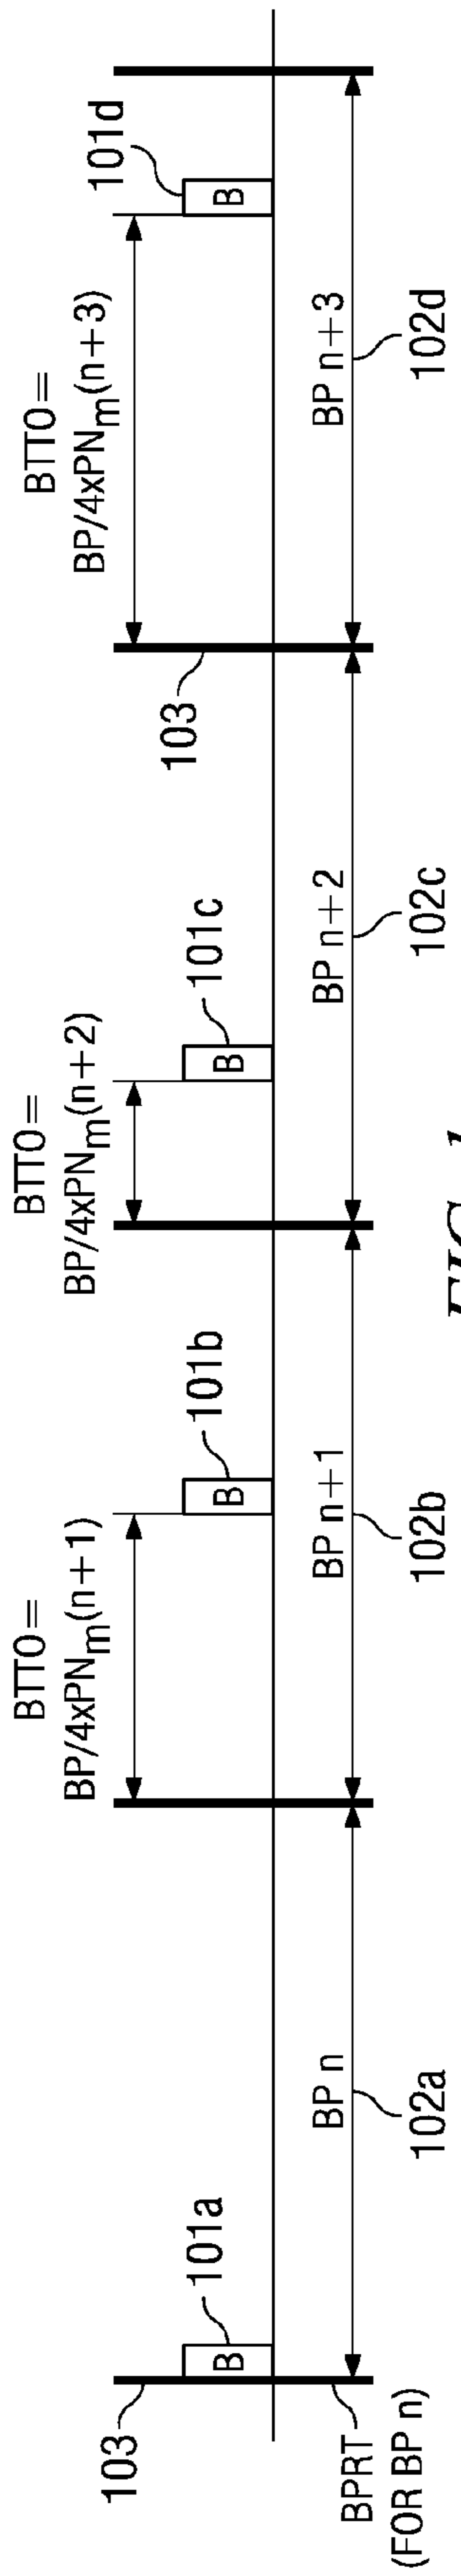 BTTO=
BP/4xPNm(n+1)
BTTO=
BP/4xPNm(n+2)
BTTO=
BP/4xPNm(n+3)
103
101a
101b
101c
103
101d
B
B
B
B
BPRT
(FOR BP n)
BP n
BP n+1
BP n+2
BP n+3
102a
102b
102c
102d